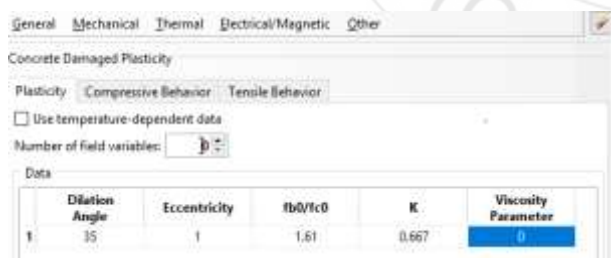 General Mechanical Thermal Electrical/Magnetic Other
Concrete Damaged Plasticity
Plasticity Compressive Behavior Tensile Behavior
Use temperature-dependent data
Number of field variables: 0
Data
Dilation Angle Eccentricity fb0/fc0 K Viscosity Parameter
1 35 1 1.61 0.667 0